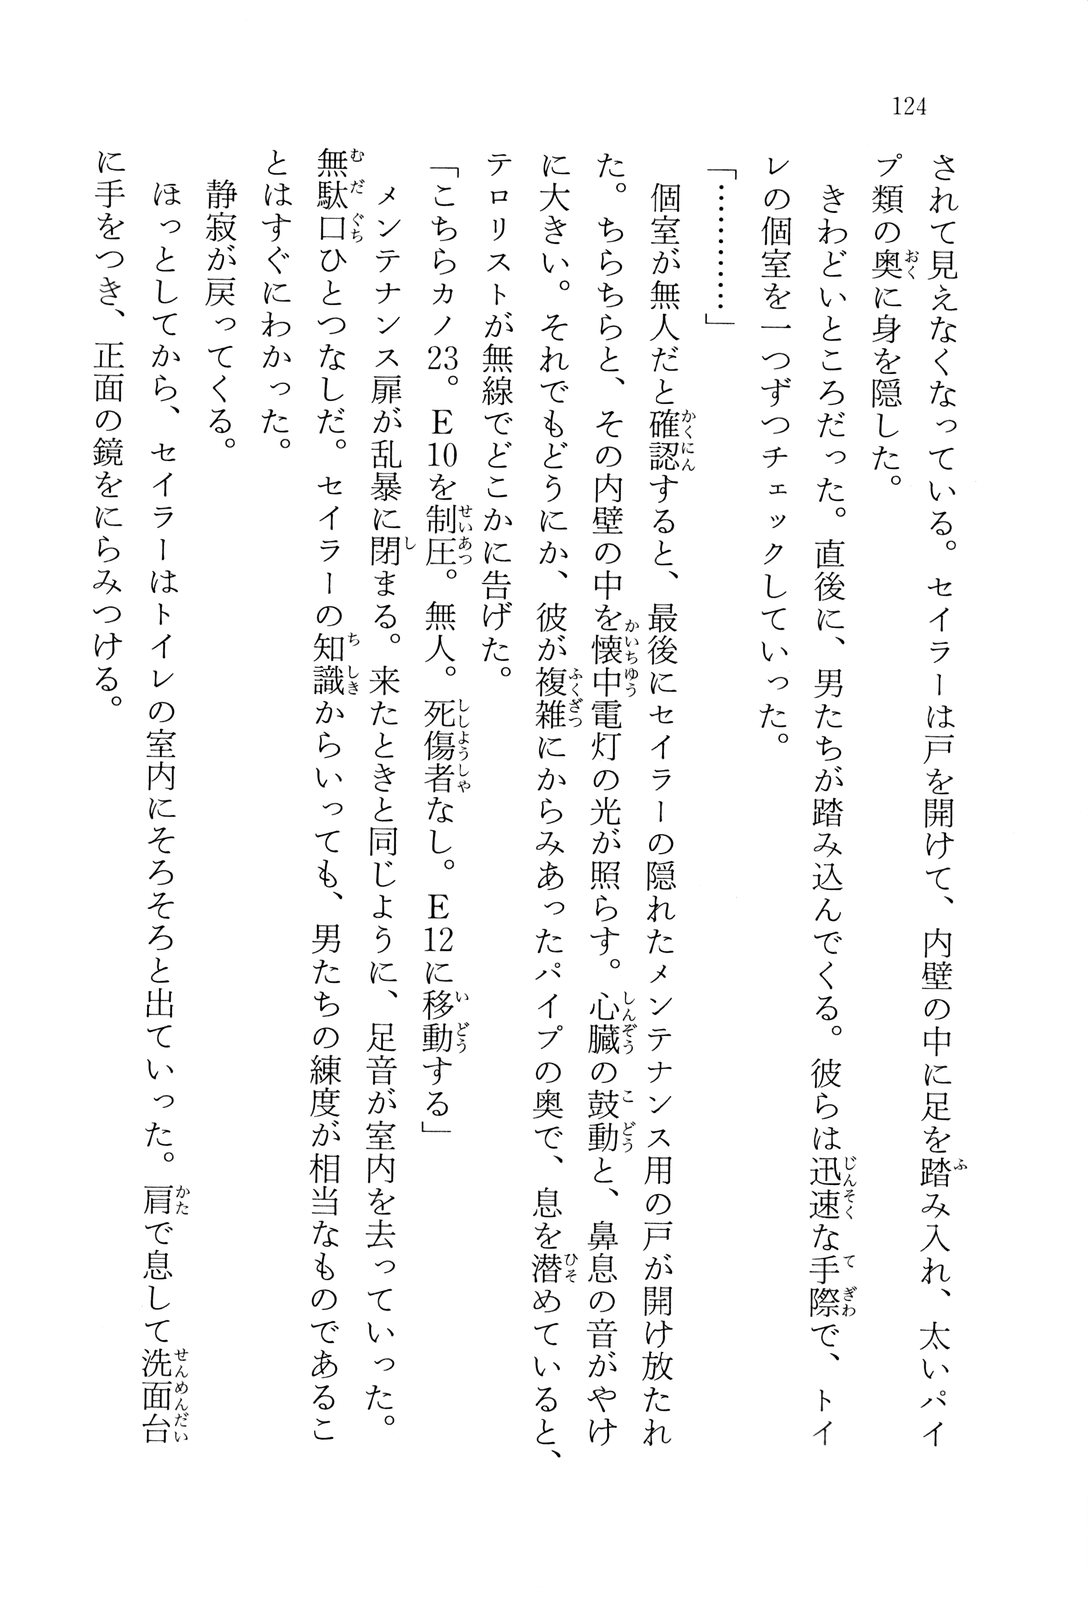 124
されて見えなくなっている。セイラーは戸を開けて、内壁の中に足を踏み入れ、太いパイ
プ類の奥に身を隠した。
きわどいところだった。直後に、男たちが踏み込んでくる。彼らは迅速な手際で、トイ
レの個室を一つずつチェックしていった。
「…………」
個室が無人だと確認すると、最後にセイラーの隠れたメンテナンス用の戸が開け放たれ
た。ちらちらと、その内壁の中を懐中電灯の光が照らす。心臓の鼓動と、鼻息の音がやけ
に大きい。それでもどうにか、彼が複雑にからみあったパイプの奥で、息を潜めていると、
テロリストが無線でどこかに告げた。
「こちらカノ23。E10を制圧。無人。死傷者なし。E12に移動する」
メンテナンス扉が乱暴に閉まる。来たときと同じように、足音が室内を去っていった。
無駄口ひとつなしだ。セイラーの知識からいっても、男たちの練度が相当なものであるこ
とはすぐにわかった。
静寂が戻ってくる。
ほっとしてから、セイラーはトイレの室内にそろそろと出ていった。肩で息して洗面台
に手をつき、正面の鏡をにらみつける。